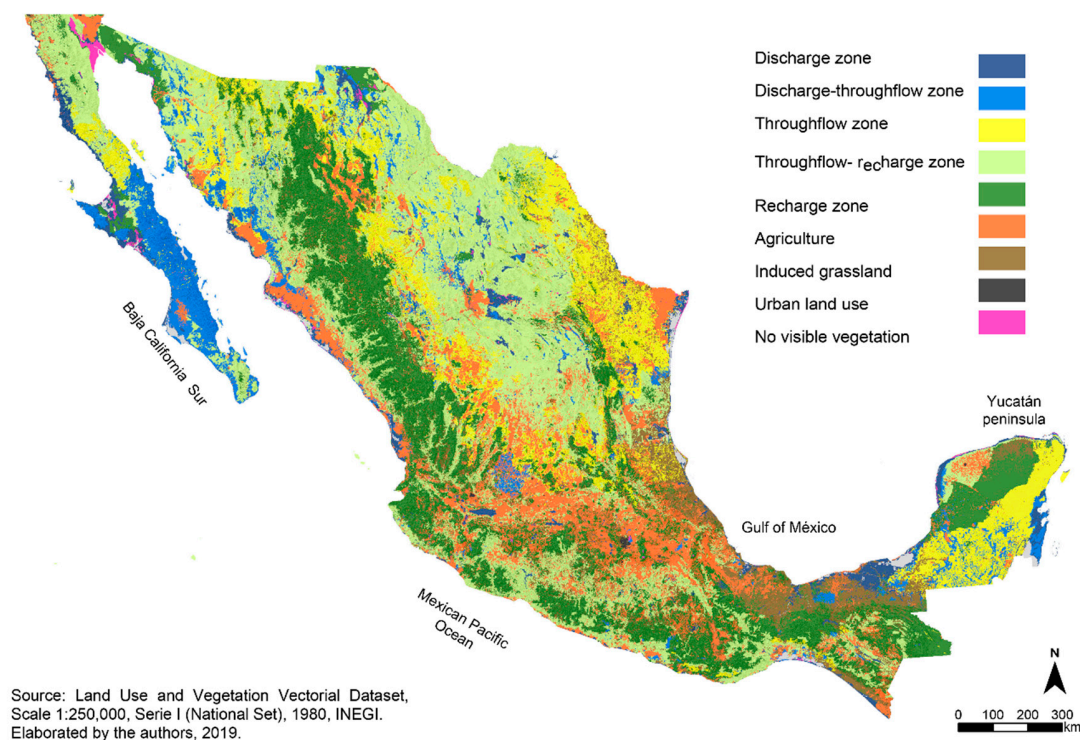 Discharge zone
Discharge-throughflow zone
Throughflow zone
Throughflow- recharge zone
Recharge zone
Agriculture
Induced grassland
Urban land use
No visible vegetation
Baja California Sur
Yucatán
peninsula
Gulf of México
Mexican Pacific
Ocean
Source: Land Use and Vegetation Vectorial Dataset,
Scale 1:250,000, Serie I (National Set), 1980, INEGI.
Elaborated by the authors, 2019.
N
0 100 200 300
km